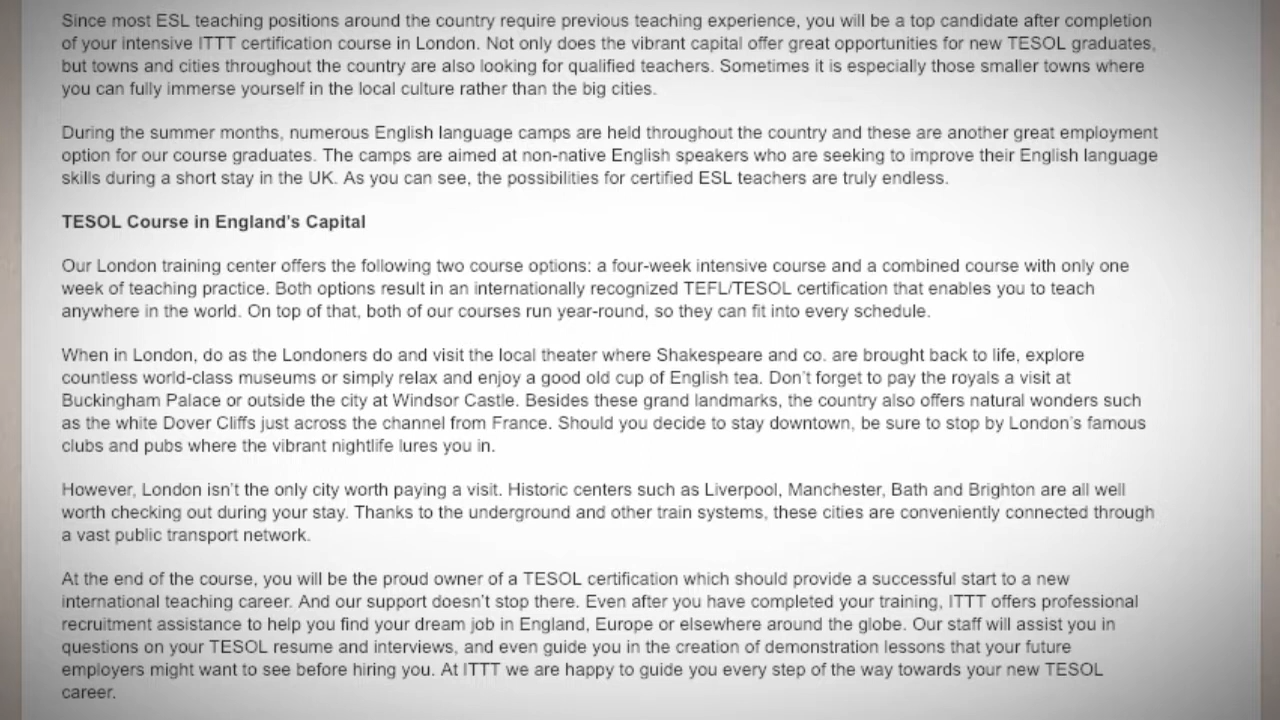 Since most ESL teaching positions around the country require previous teaching experience, you will be a top candidate after completion
of your intensive ITTT certification course in London. Not only does the vibrant capital offer great opportunities for new TESOL graduates,
but towns and cities throughout the country are also looking for qualified teachers. Sometimes it is especially those smaller towns where
you can fully immerse yourself in the local culture rather than the big cities.
During the summer months, numerous English language camps are held throughout the country and these are another great employment
option for our course graduates. The camps are aimed at non-native English speakers who are seeking to improve their English language
skills during a short stay in the UK. As you can see, the possibilities for certified ESL teachers are truly endless.
TESOL Course in England's Capital
Our London training center offers the following two course options: a four-week intensive course and a combined course with only one
week of teaching practice. Both options result in an internationally recognized TEFL/TESOL certification that enables you to teach
anywhere in the world. On top of that, both of our courses run year-round, so they can fit into every schedule.
When in London, do as the Londoners do and visit the local theater where Shakespeare and co. are brought back to life, explore
countless world-class museums or simply relax and enjoy a good old cup of English tea. Don't forget to pay the royals a visit at
Buckingham Palace or outside the city at Windsor Castle. Besides these grand landmarks, the country also offers natural wonders such
as the white Dover Cliffs just across the channel from France. Should you decide to stay downtown, be sure to stop by London's famous
clubs and pubs where the vibrant nightlife lures you in.
However, London isn't the only city worth paying a visit. Historic centers such as Liverpool, Manchester, Bath and Brighton are all well
worth checking out during your stay. Thanks to the underground and other train systems, these cities are conveniently connected through
a vast public transport network.
At the end of the course, you will be the proud owner of a TESOL certification which should provide a successful start to a new
international teaching career. And our support doesn't stop there. Even after you have completed your training, ITTT offers professional
recruitment assistance to help you find your dream job in England, Europe or elsewhere around the globe. Our staff will assist you in
questions on your TESOL resume and interviews, and even guide you in the creation of demonstration lessons that your future
employers might want to see before hiring you. At ITTT we are happy to guide you every step of the way towards your new TESOL
career.